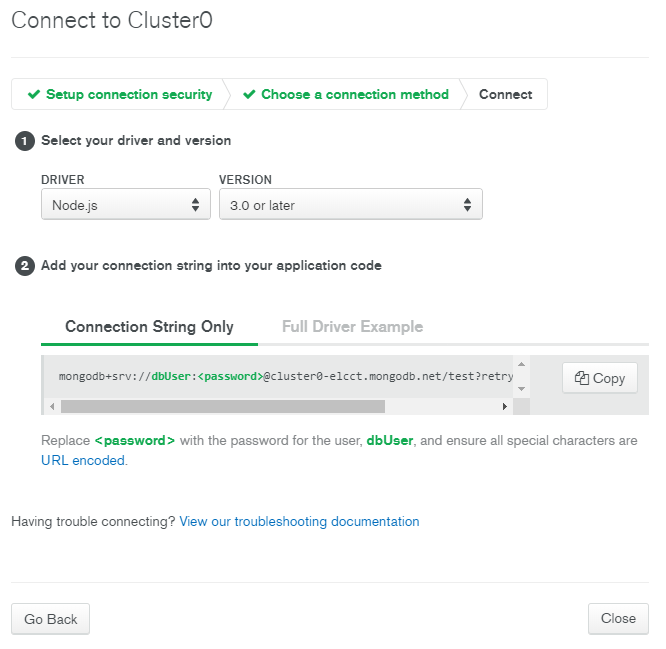 Connect to Cluster0
Setup connection security
Choose a connection method
Connect
1 Select your driver and version
DRIVER
VERSION
Node.js
3.0 or later
2 Add your connection string into your application code
Connection String Only
Full Driver Example
mongodb+srv://dbUser:<password>@cluster0-elcct.mongodb.net/test?retry
Copy
Replace <password> with the password for the user, dbUser, and ensure all special characters are
URL encoded.
Having trouble connecting? View our troubleshooting documentation
Go Back
Close